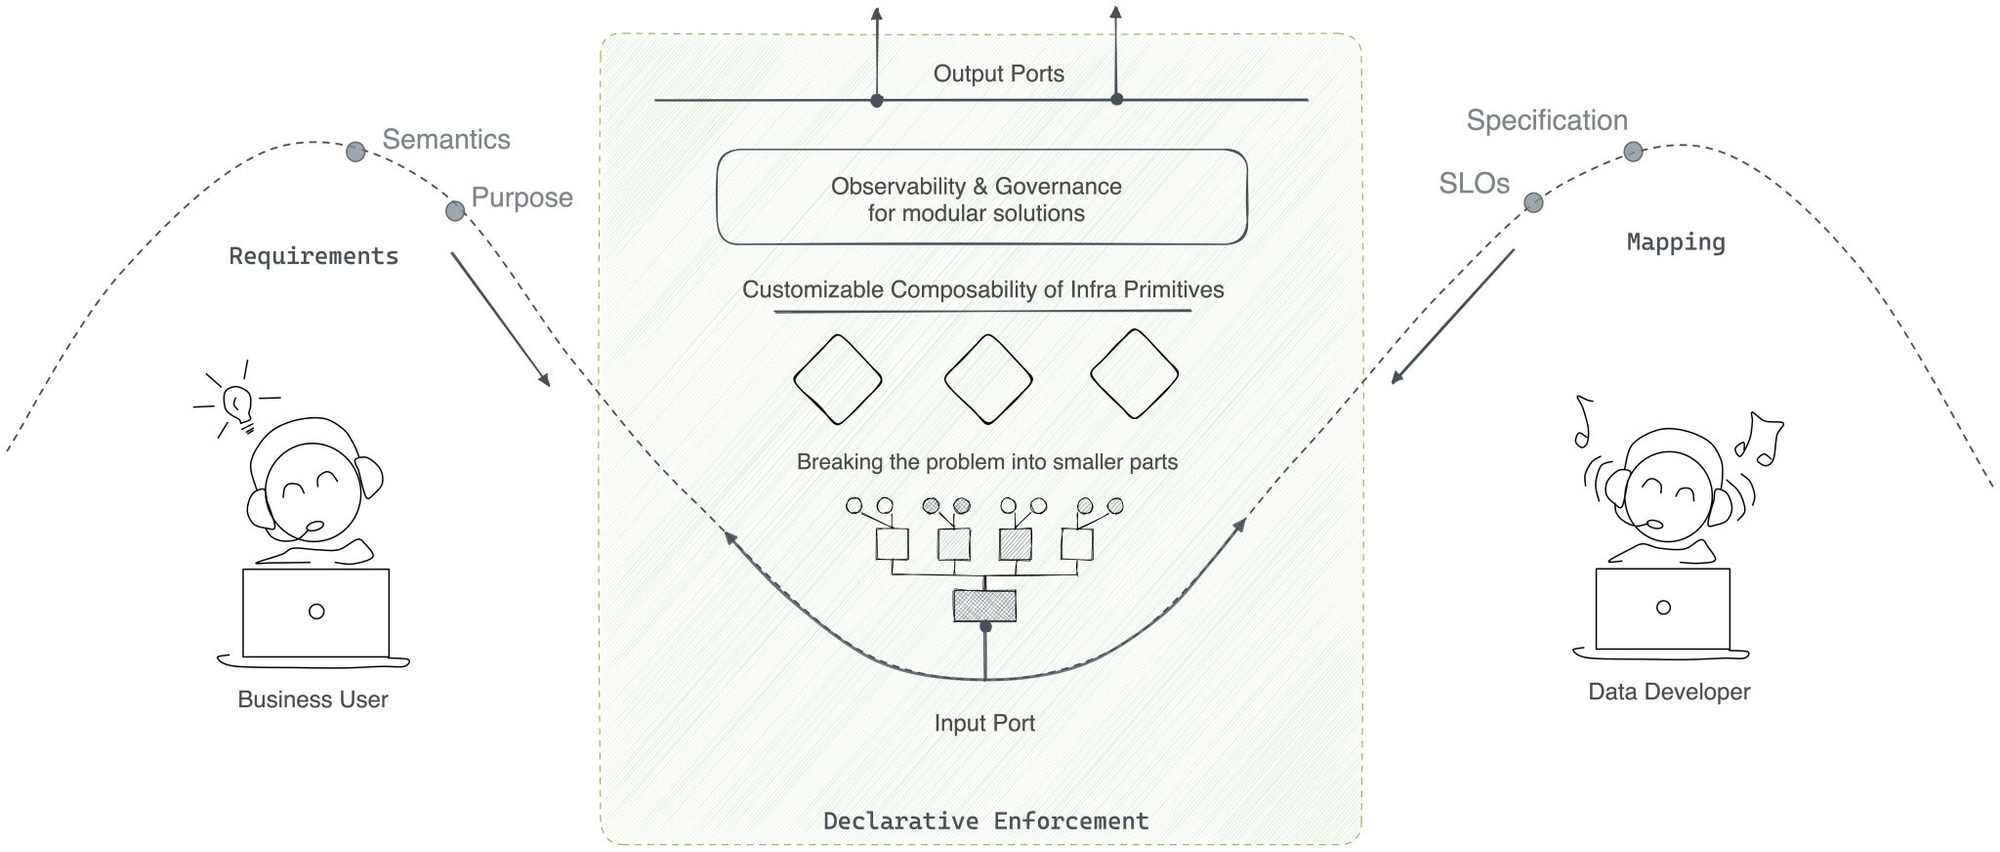 Output Ports
Semantics
Purpose
Requirements
Specification
SLOs
Mapping
Observability & Governance
for modular solutions
Customizable Composability of Infra Primitives
Breaking the problem into smaller parts
Business User
Data Developer
Input Port
Declarative Enforcement